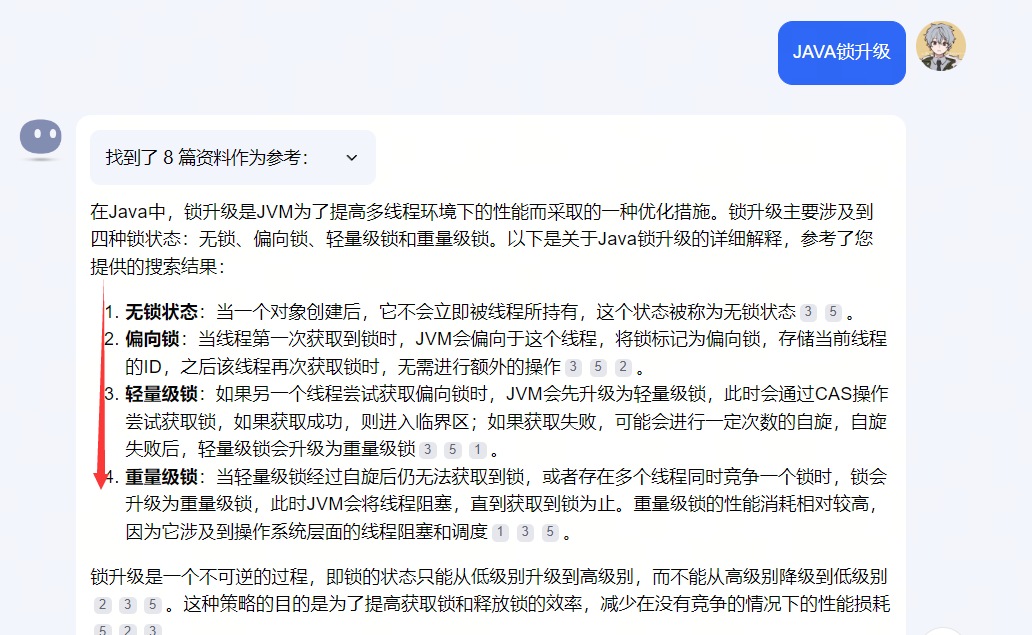 JAVA锁升级
找到了 8 篇资料作为参考：
在Java中，锁升级是JVM为了提高多线程环境下的性能而采取的一种优化措施。锁升级主要涉及到
四种锁状态：无锁、偏向锁、轻量级锁和重量级锁。以下是关于Java锁升级的详细解释，参考了您
提供的搜索结果：
1. 无锁状态：当一个对象创建后，它不会立即被线程所持有，这个状态被称为无锁状态 3 5 。
2. 偏向锁：当线程第一次获取到锁时，JVM会偏向于这个线程，将锁标记为偏向锁，存储当前线程
的ID，之后该线程再次获取锁时，无需进行额外的操作 3 5 2 。
3. 轻量级锁：如果另一个线程尝试获取偏向锁时，JVM会先升级为轻量级锁，此时会通过CAS操作
尝试获取锁，如果获取成功，则进入临界区；如果获取失败，可能会进行一定次数的自旋，自旋
失败后，轻量级锁会升级为重量级锁 3 5 1 。
4. 重量级锁：当轻量级锁经过自旋后仍无法获取到锁，或者存在多个线程同时竞争一个锁时，锁会
升级为重量级锁，此时JVM会将线程阻塞，直到获取到锁为止。重量级锁的性能消耗相对较高，
因为它涉及到操作系统层面的线程阻塞和调度 1 3 5 。
锁升级是一个不可逆的过程，即锁的状态只能从低级别升级到高级别，而不能从高级别降级到低级别
2 3 5 。这种策略的目的是为了提高获取锁和释放锁的效率，减少在没有竞争的情况下的性能损耗
5 2 3